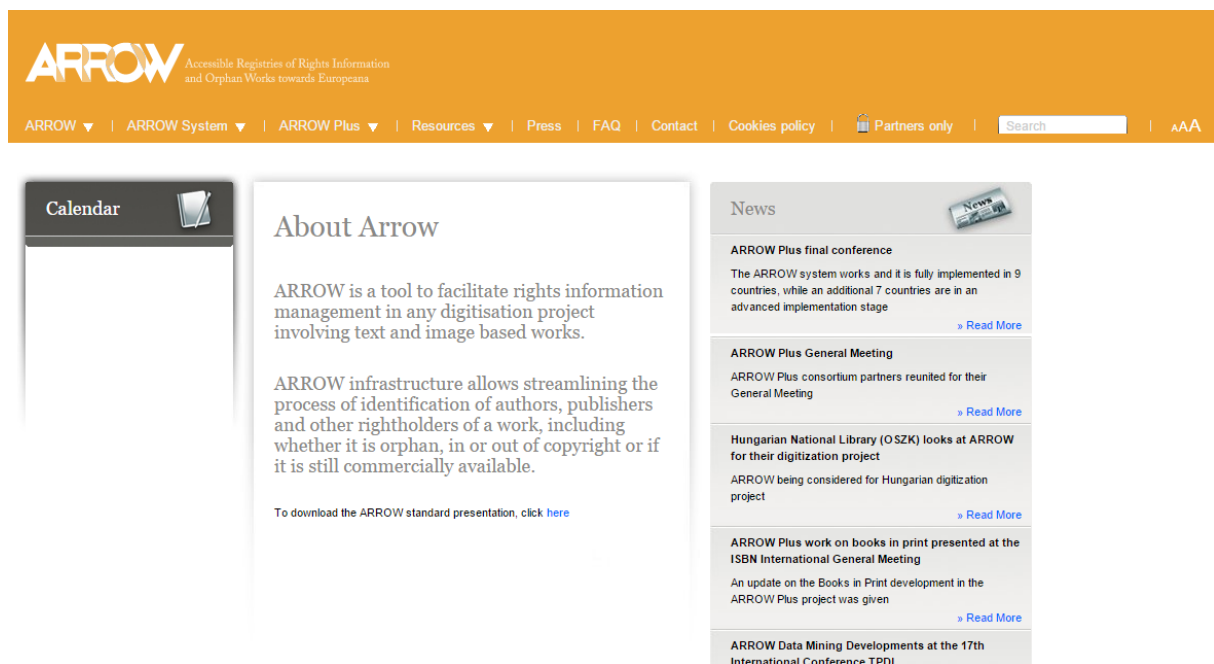 ARROW
Accessible Registries of Rights Information
and Orphan Works towards Europeana
ARROW ▼ | ARROW System ▼ | ARROW Plus ▼ | Resources ▼ | Press | FAQ | Contact | Cookies policy | Partners only | Search | AAA
Calendar
About Arrow
ARROW is a tool to facilitate rights information
management in any digitisation project
involving text and image based works.
ARROW infrastructure allows streamlining the
process of identification of authors, publishers
and other rightholders of a work, including
whether it is orphan, in or out of copyright or if
it is still commercially available.
To download the ARROW standard presentation, click here
News
News
ARROW Plus final conference
The ARROW system works and it is fully implemented in 9
countries, while an additional 7 countries are in an
advanced implementation stage
» Read More
ARROW Plus General Meeting
ARROW Plus consortium partners reunited for their
General Meeting
» Read More
Hungarian National Library (OSZK) looks at ARROW
for their digitization project
ARROW being considered for Hungarian digitization
project
» Read More
ARROW Plus work on books in print presented at the
ISBN International General Meeting
An update on the Books in Print development in the
ARROW Plus project was given
» Read More
ARROW Data Mining Developments at the 17th
International Conference TPDL